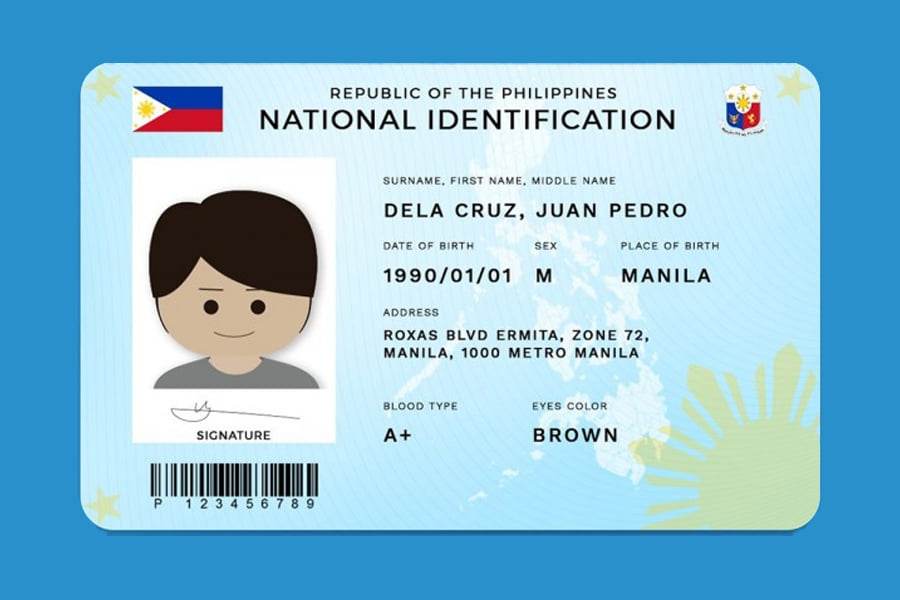 REPUBLIC OF THE PHILIPPINES
NATIONAL IDENTIFICATION
SURNAME, FIRST NAME, MIDDLE NAME
DELA CRUZ, JUAN PEDRO
DATE OF BIRTH SEX PLACE OF BIRTH
1990/01/01 M MANILA
ADDRESS
ROXAS BLVD ERMITA, ZONE 72,
MANILA, 1000 METRO MANILA
BLOOD TYPE EYES COLOR
A+ BROWN
SIGNATURE
P 123456789